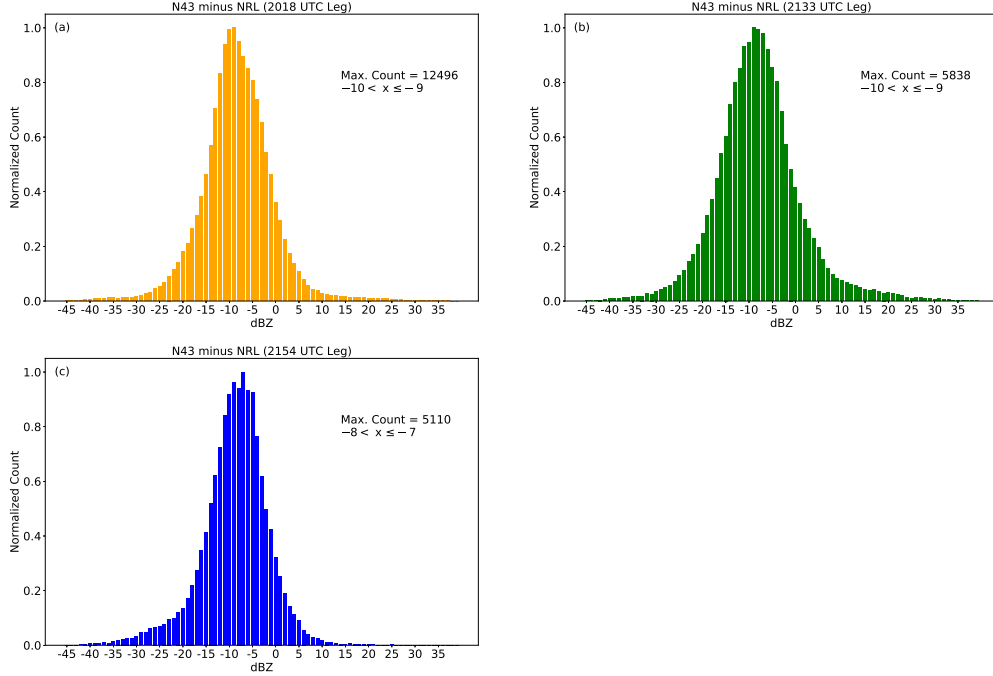 N43 minus NRL (2018 UTC Leg)
(a)
Max. Count = 12496
−10 < x ≤ −9
Normalized Count
1.0
0.8
0.6
0.4
0.2
0.0
-45 -40 -35 -30 -25 -20 -15 -10 -5 0 5 10 15 20 25 30 35
dBZ
N43 minus NRL (2133 UTC Leg)
(b)
Max. Count = 5838
−10 < x ≤ −9
Normalized Count
1.0
0.8
0.6
0.4
0.2
0.0
-45 -40 -35 -30 -25 -20 -15 -10 -5 0 5 10 15 20 25 30 35
dBZ
N43 minus NRL (2154 UTC Leg)
(c)
Max. Count = 5110
−8 < x ≤ −7
Normalized Count
1.0
0.8
0.6
0.4
0.2
0.0
-45 -40 -35 -30 -25 -20 -15 -10 -5 0 5 10 15 20 25 30 35
dBZ